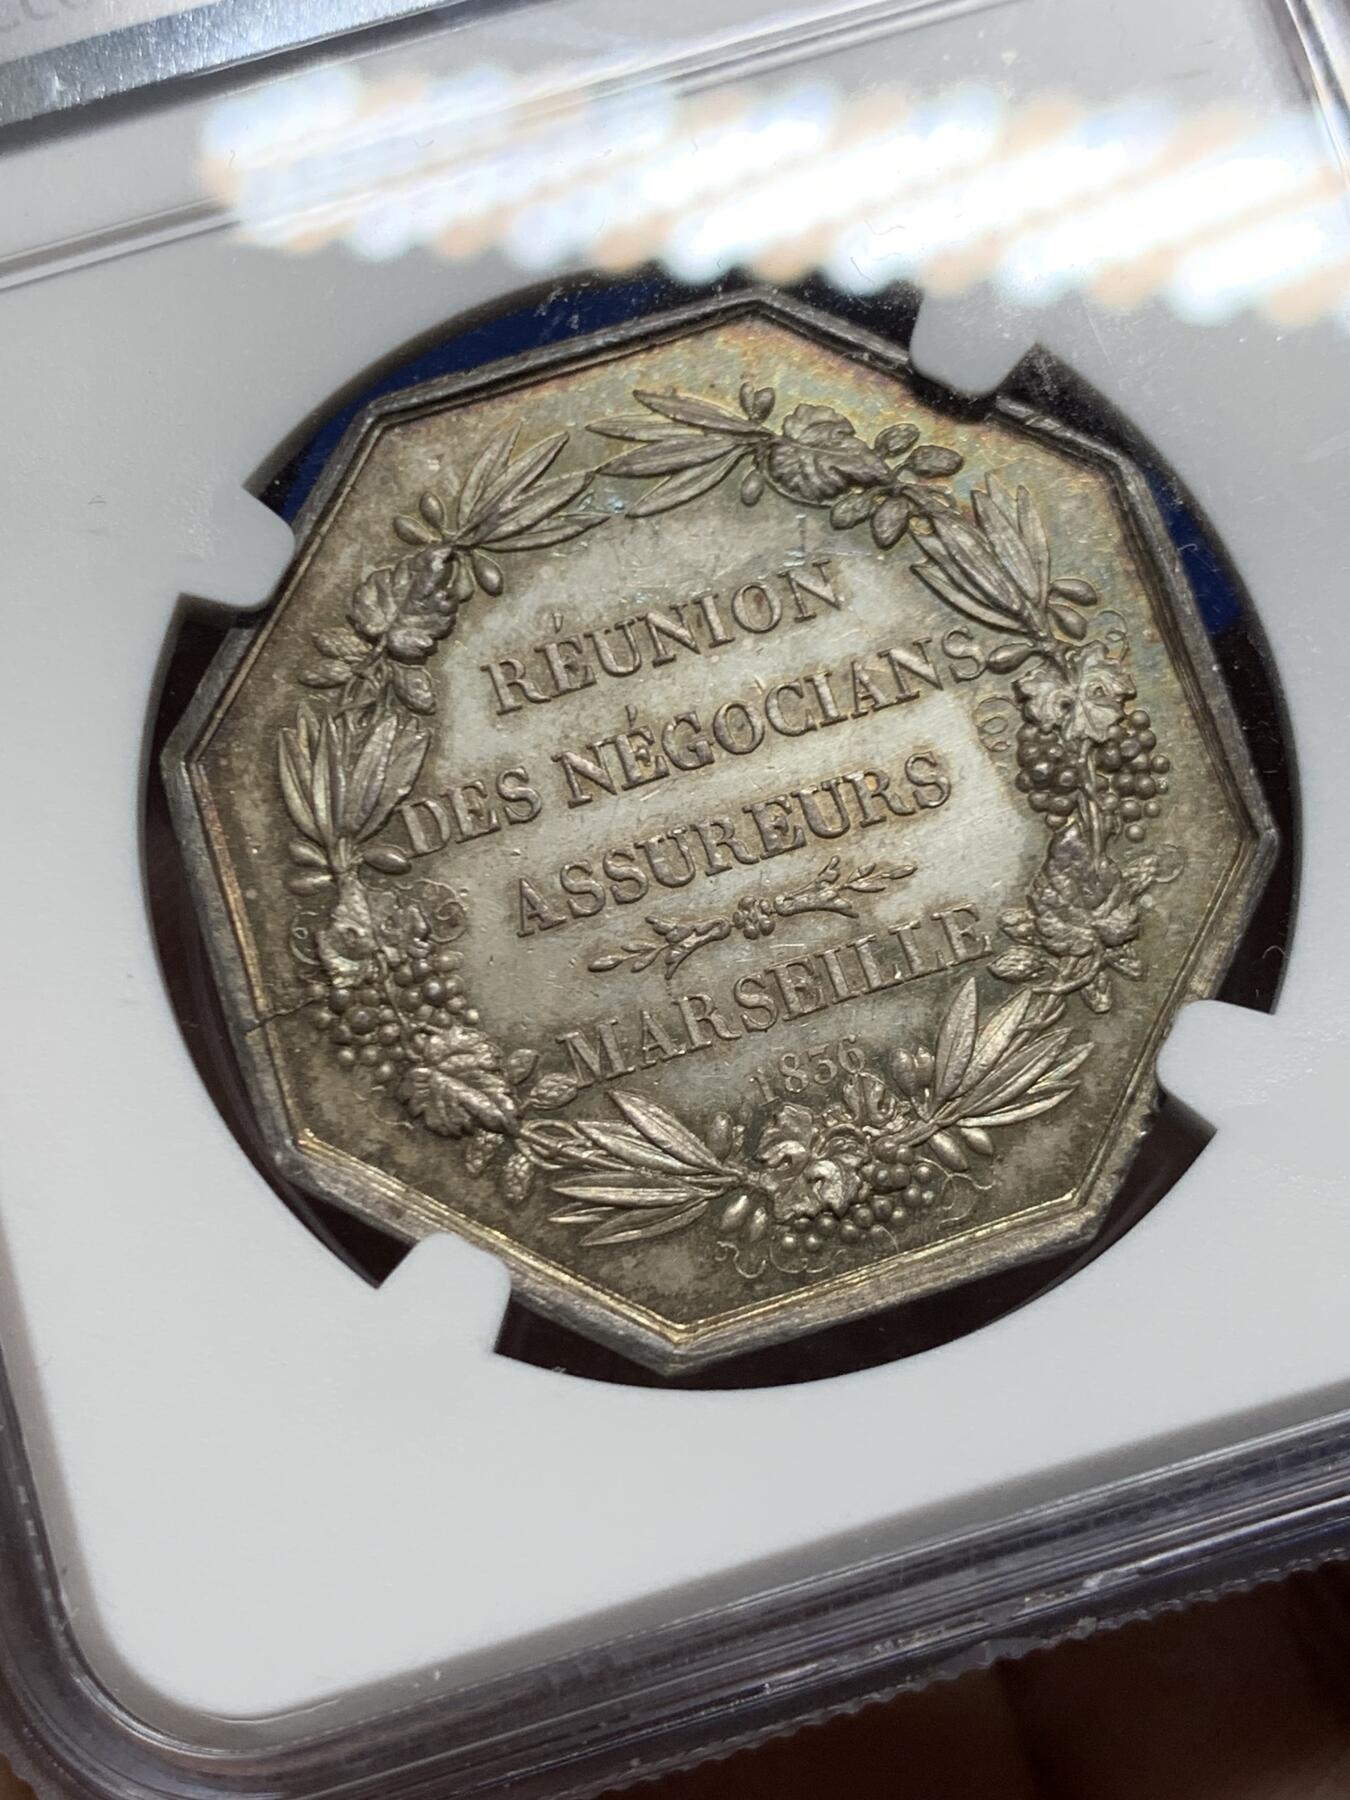 RÉUNION
DES NÉGOCIANS
ASSUREURS
MARSEILLE
1836